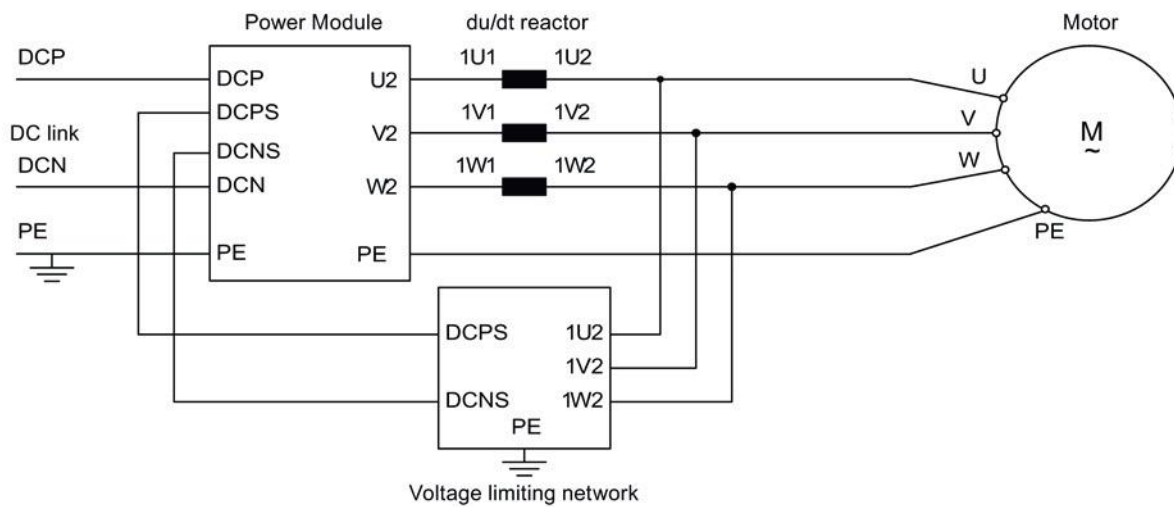 Power Module
du/dt reactor
Motor
DCP
DCP
U2
1U1
1U2
U
DCPS
DC link
V2
1V1
1V2
V
M
~
DCNS
DCN
DCN
W2
1W1
1W2
W
PE
PE
PE
PE
DCPS
1U2
1V2
DCNS
1W2
PE
Voltage limiting network